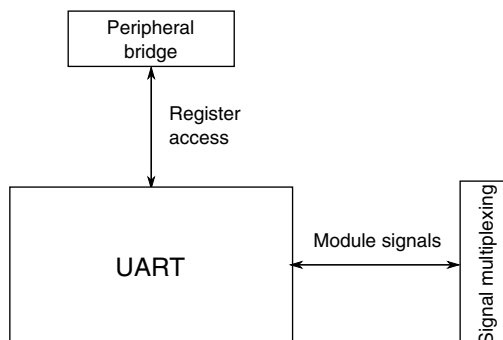 Peripheral
bridge
Register
access
UART
Module signals
Signal multiplexing